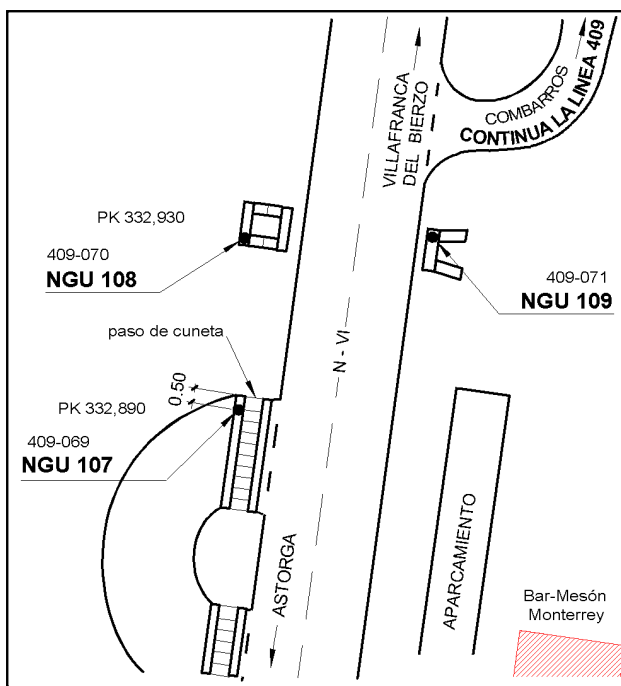 COMBARROS
CONTINUA LA LINEA 409
VILLAFRANCA
DEL BIERZO
PK 332,930
409-070
NGU 108
409-071
NGU 109
paso de cuneta
N - VI
0.50
PK 332,890
409-069
NGU 107
ASTORGA
APARCAMIENTO
Bar-Mesón
Monterrey